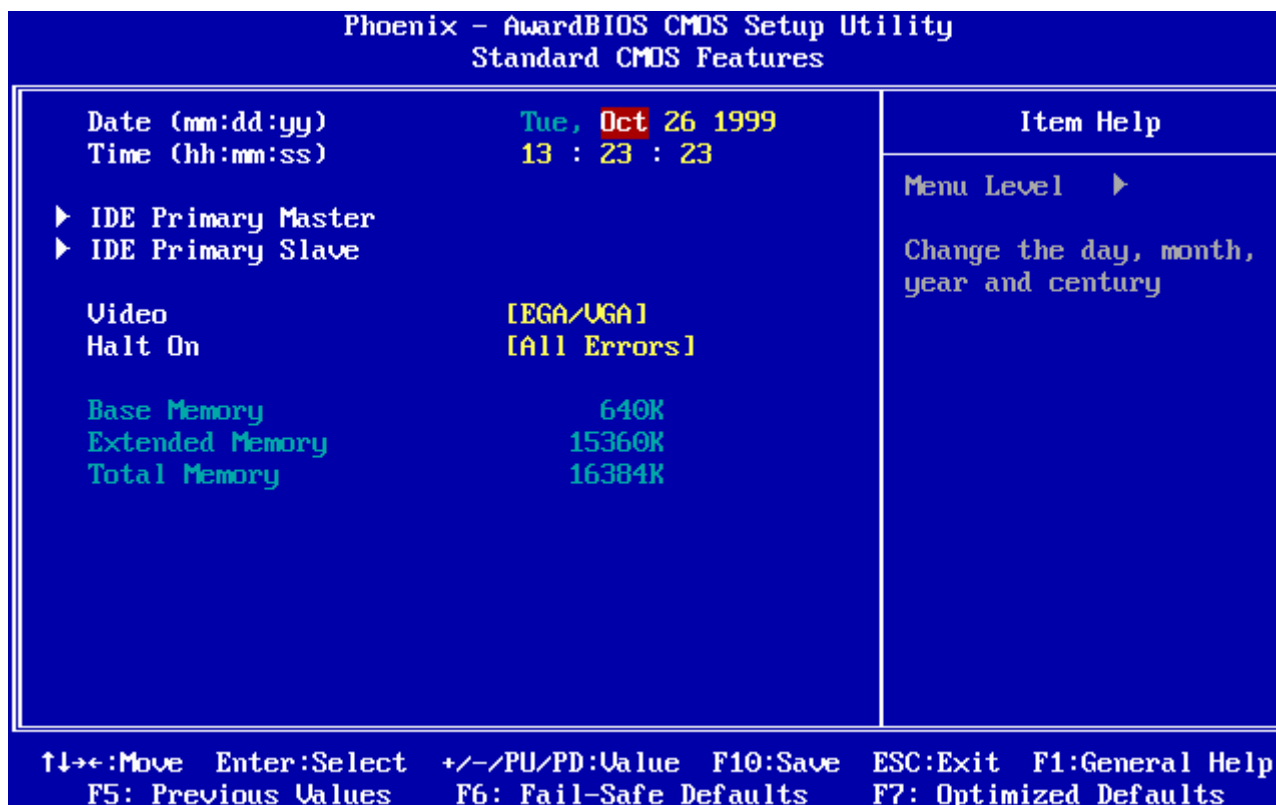 Phoenix - AwardBIOS CMOS Setup Utility
Standard CMOS Features
Date (mm:dd:yy) Tue, Oct 26 1999
Time (hh:mm:ss) 13 : 23 : 23
▶ IDE Primary Master
▶ IDE Primary Slave
Video [EGA/VGA]
Halt On [All Errors]
Base Memory 640K
Extended Memory 15360K
Total Memory 16384K
Item Help
Menu Level ▶
Change the day, month,
year and century
↑↓→←:Move Enter:Select +/-/PU/PD:Value F10:Save ESC:Exit F1:General Help
F5: Previous Values F6: Fail-Safe Defaults F7: Optimized Defaults